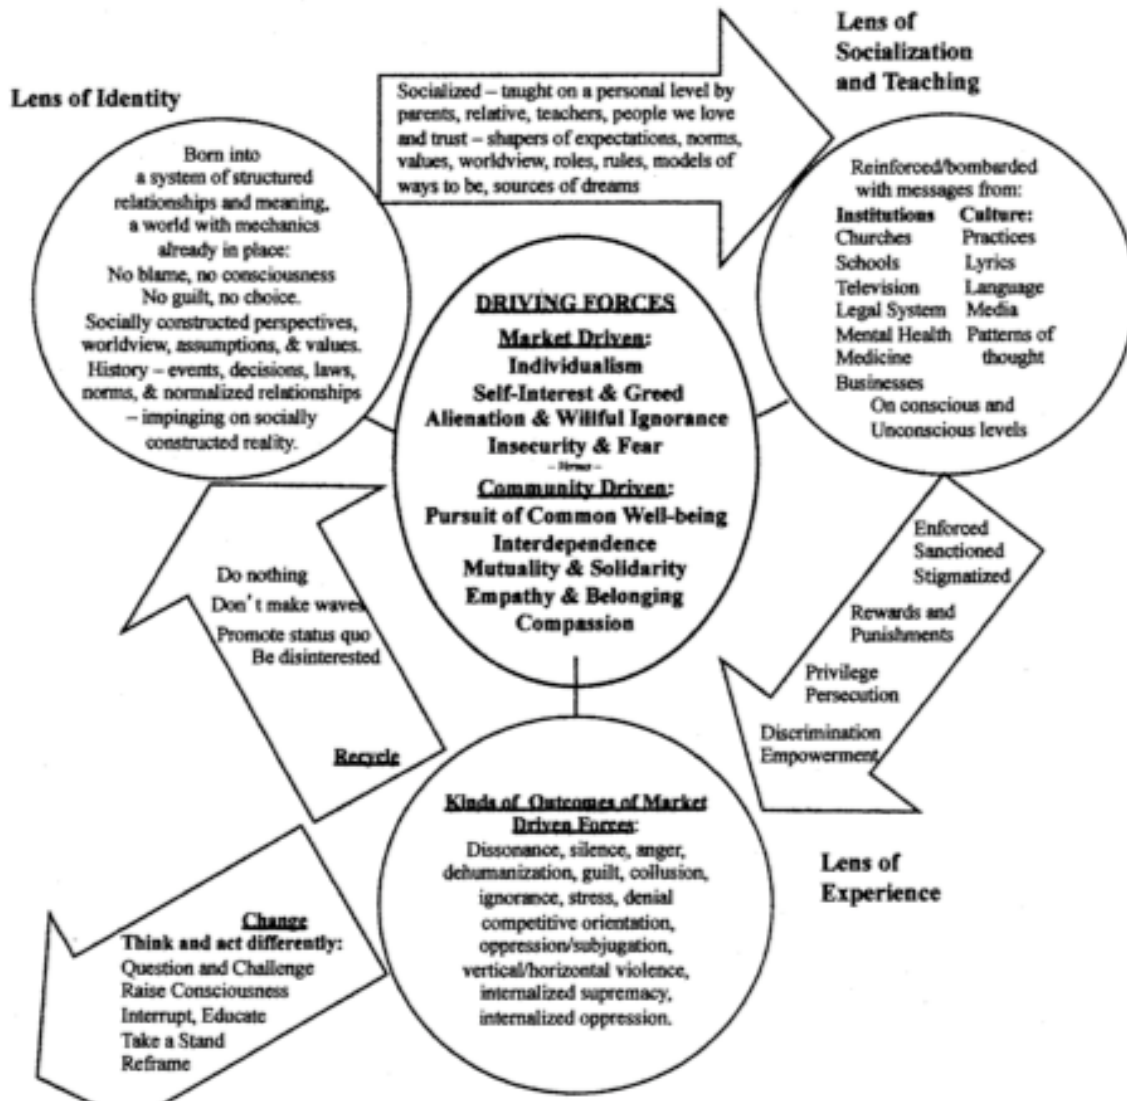 Lens of Identity
Born into
a system of structured
relationships and meaning,
a world with mechanics
already in place:
No blame, no consciousness
No guilt, no choice.
Socially constructed perspectives,
worldview, assumptions, & values.
History – events, decisions, laws,
norms, & normalized relationships
– impinging on socially
constructed reality.
Socialized – taught on a personal level by
parents, relative, teachers, people we love
and trust – shapers of expectations, norms,
values, worldview, roles, rules, models of
ways to be, sources of dreams
Lens of
Socialization
and Teaching
Reinforced/bombarded
with messages from:
Institutions Culture:
Churches Practices
Schools Lyrics
Television Language
Legal System Media
Mental Health Patterns of
Medicine thought
Businesses
On conscious and
Unconscious levels
DRIVING FORCES
Market Driven:
Individualism
Self-Interest & Greed
Alienation & Willful Ignorance
Insecurity & Fear
– Versus –
Community Driven:
Pursuit of Common Well-being
Interdependence
Mutuality & Solidarity
Empathy & Belonging
Compassion
Enforced
Sanctioned
Stigmatized
Rewards and
Punishments
Privilege
Persecution
Discrimination
Empowerment
Lens of
Experience
Kinds of Outcomes of Market
Driven Forces:
Dissonance, silence, anger,
dehumanization, guilt, collusion,
ignorance, stress, denial
competitive orientation,
oppression/subjugation,
vertical/horizontal violence,
internalized supremacy,
internalized oppression.
Do nothing
Don't make waves
Promote status quo
Be disinterested
Recycle
Change
Think and act differently:
Question and Challenge
Raise Consciousness
Interrupt, Educate
Take a Stand
Reframe